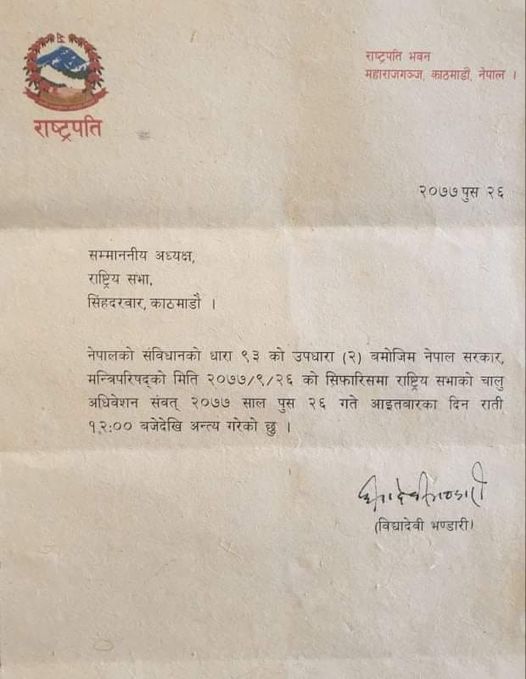 राष्ट्रपति
राष्ट्रपति भवन
महाराजगञ्ज, काठमाडौं, नेपाल ।
२०७७ पुस २६
सम्माननीय अध्यक्ष,
राष्ट्रिय सभा,
सिंहदरवार, काठमाडौ ।
नेपालको संविधानको धारा ९३ को उपधारा (२) बमोजिम नेपाल सरकार,
मन्त्रिपरिषद्को मिति २०७७/९/२६ को सिफारिसमा राष्ट्रिय सभाको चालु
अधिवेशन संवत् २०७७ साल पुस २६ गते आइतवारका दिन राती
१२:०० बजेदेखि अन्त्य गरेको छु ।
(विद्यादेवी भण्डारी)